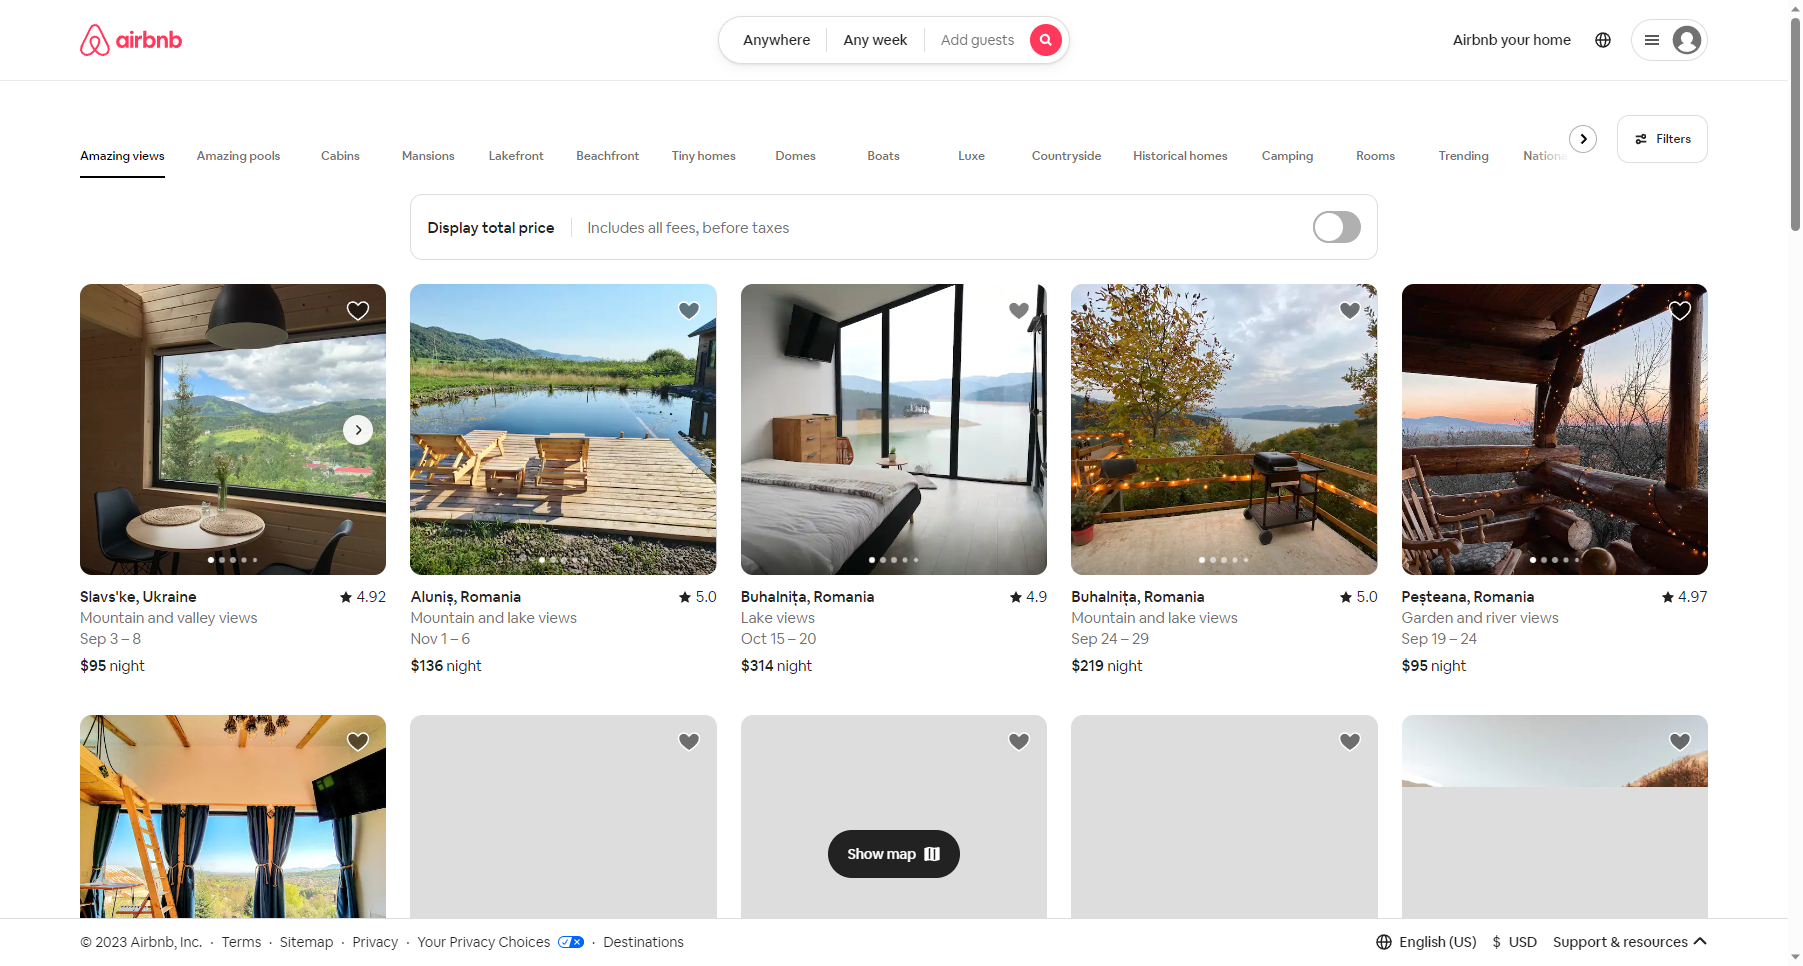 airbnb
Anywhere
Any week
Add guests
Airbnb your home
Amazing views
Amazing pools
Cabins
Mansions
Lakefront
Beachfront
Tiny homes
Domes
Boats
Luxe
Countryside
Historical homes
Camping
Rooms
Trending
Nationa
Filters
Display total price
Includes all fees, before taxes
Slavs'ke, Ukraine
4.92
Mountain and valley views
Sep 3 – 8
$95 night
Aluniș, Romania
5.0
Mountain and lake views
Nov 1 – 6
$136 night
Buhalnița, Romania
4.9
Lake views
Oct 15 – 20
$314 night
Buhalnița, Romania
5.0
Mountain and lake views
Sep 24 – 29
$219 night
Peșteana, Romania
4.97
Garden and river views
Sep 19 – 24
$95 night
Show map
© 2023 Airbnb, Inc. · Terms · Sitemap · Privacy · Your Privacy Choices · Destinations
English (US)
$ USD
Support & resources